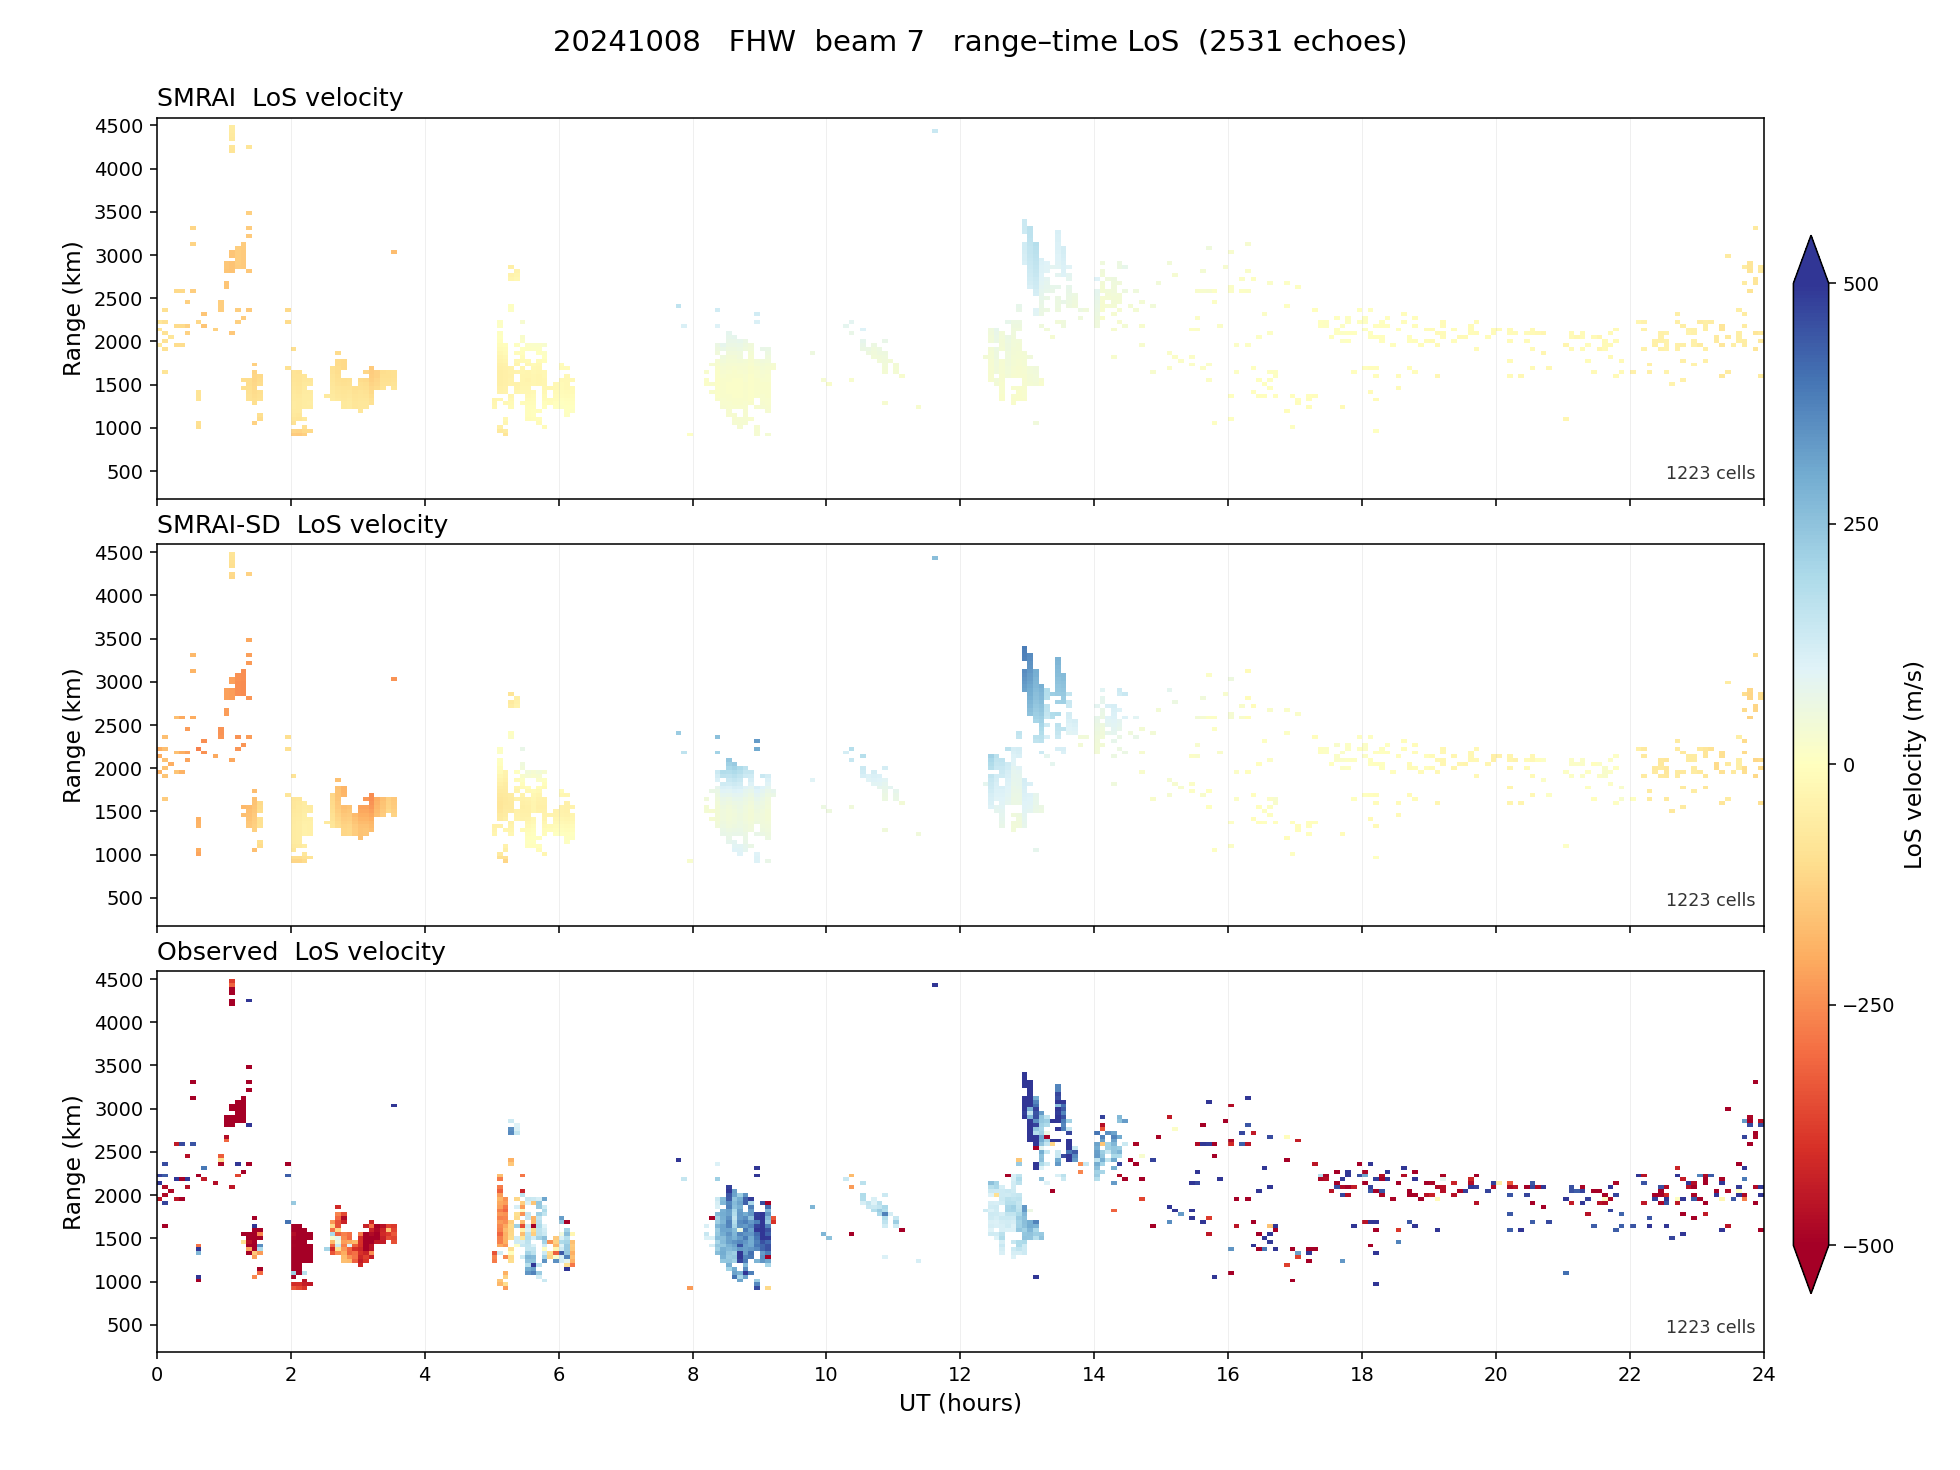 20241008   FHW  beam 7   range–time LoS  (2531 echoes)
SMRAI  LoS velocity
4500
4000
3500
3000
2500
2000
1500
1000
500
Range (km)
1223 cells
SMRAI-SD  LoS velocity
4500
4000
3500
3000
2500
2000
1500
1000
500
Range (km)
1223 cells
Observed  LoS velocity
4500
4000
3500
3000
2500
2000
1500
1000
500
Range (km)
1223 cells
0 2 4 6 8 10 12 14 16 18 20 22 24
UT (hours)
500
250
0
−250
−500
LoS velocity (m/s)